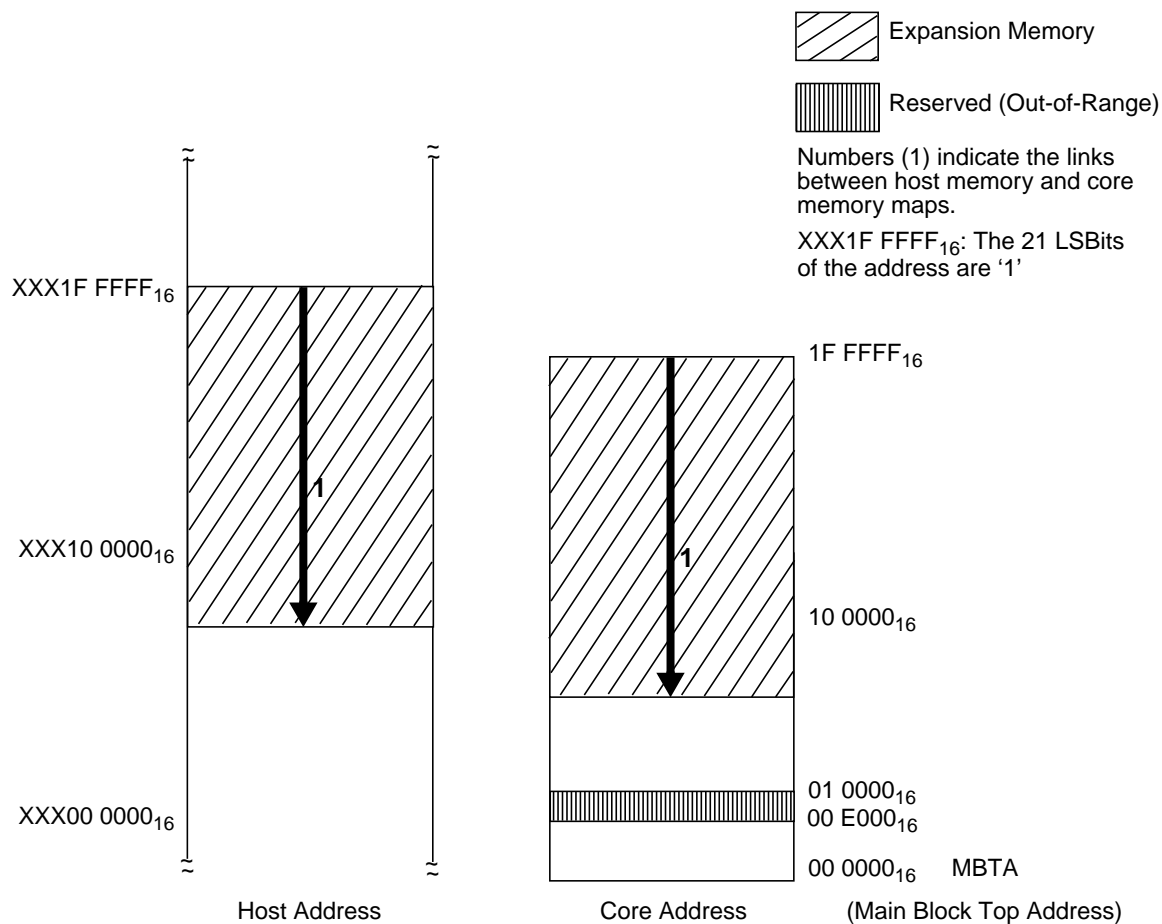 Expansion Memory
Reserved (Out-of-Range)
Numbers (1) indicate the links
between host memory and core
memory maps.
XXX1F FFFF16: The 21 LSBits
of the address are ‘1’
≈ ≈
XXX1F FFFF16
1F FFFF16
1
XXX10 000016
1
10 000016
01 000016
XXX00 000016
00 E00016
≈ ≈
00 000016 MBTA
Host Address Core Address (Main Block Top Address)